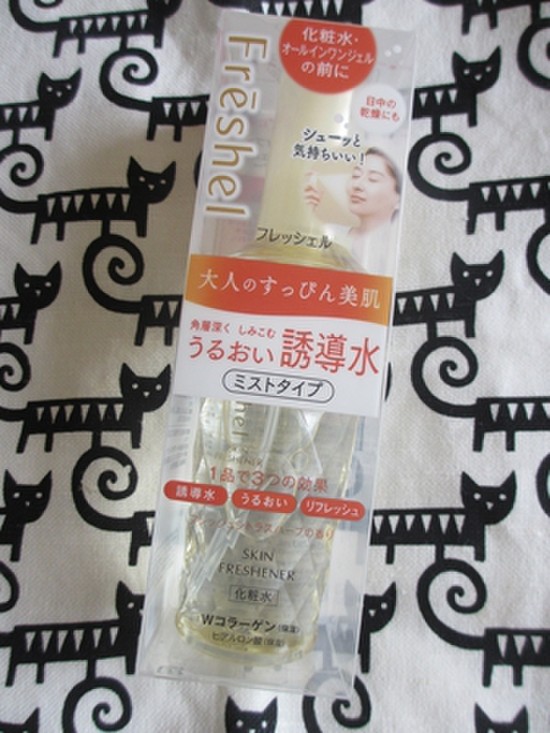 化粧水・
オールインワンジェル
の前に
Freshel
日中の
乾燥にも
シューッと
気持ちいい!
フレッシェル
大人のすっぴん美肌
角層深く しみこむ
うるおい誘導水
ミストタイプ
1品で3つの効果
誘導水
うるおい
リフレッシュ
SKIN
FRESHENER
化粧水
Wコラーゲン(保湿)
ヒアルロン酸(保湿)